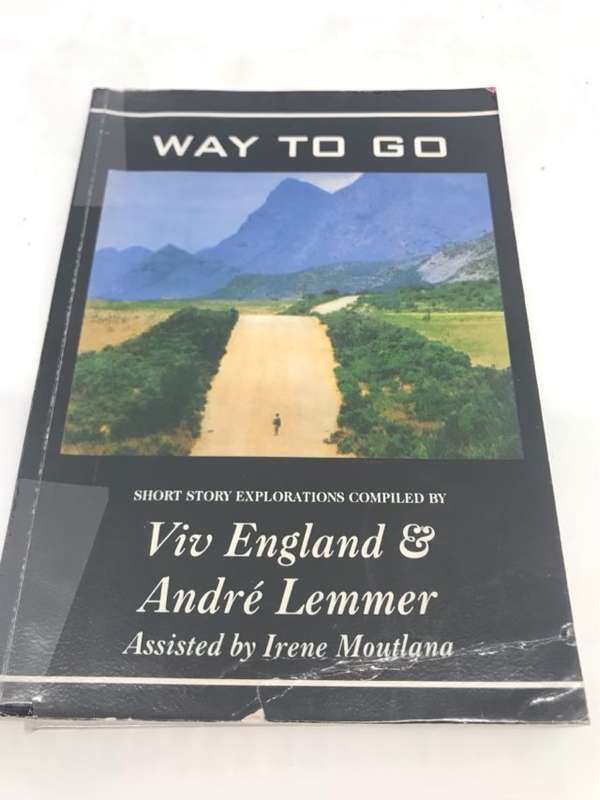 WAY TO GO
SHORT STORY EXPLORATIONS COMPILED BY
Viv England &
André Lemmer
Assisted by Irene Moutlana